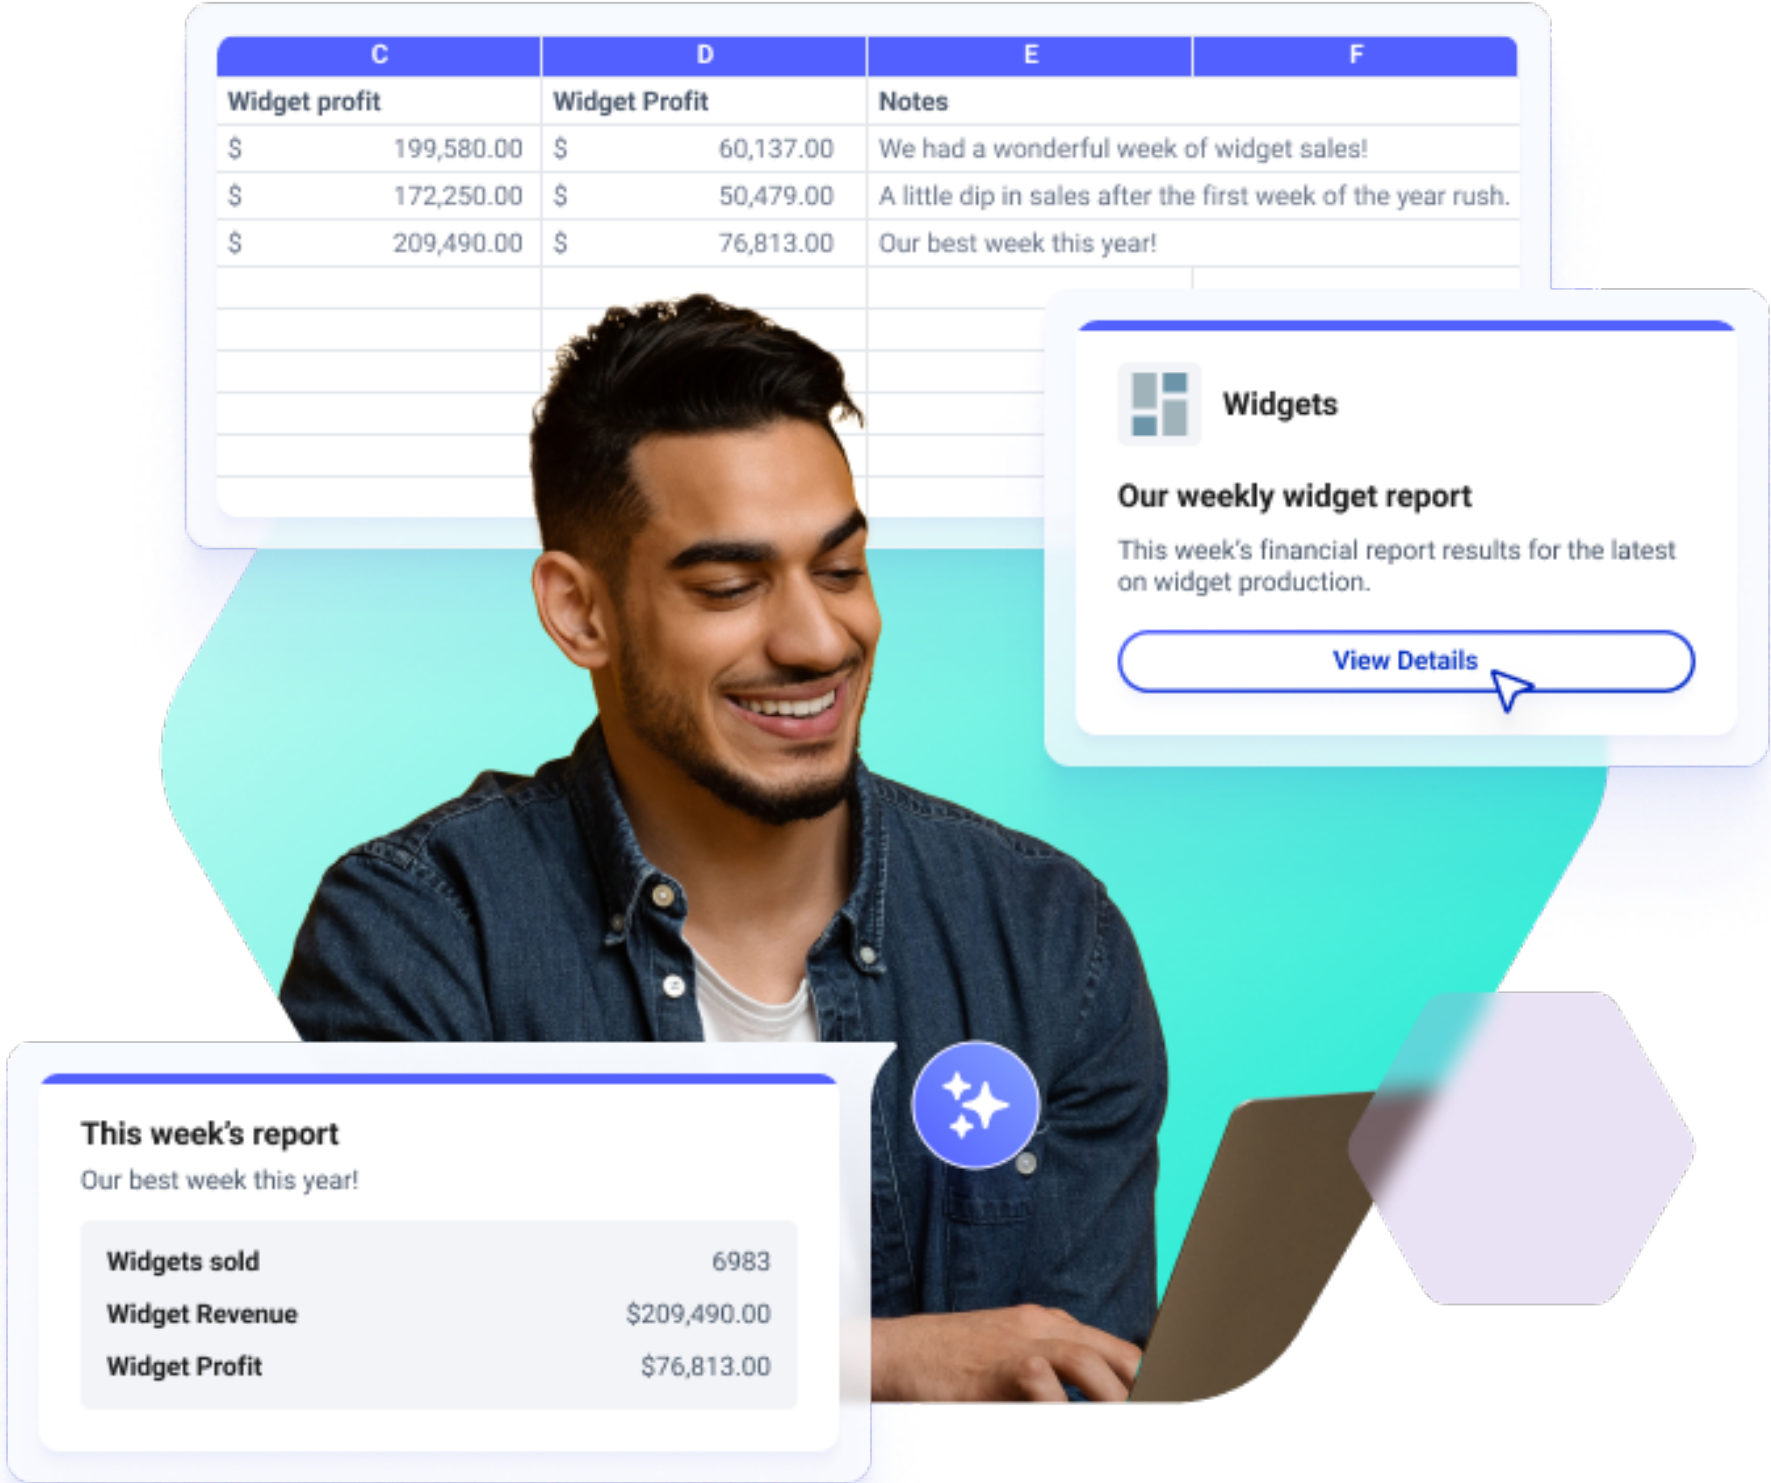 C D E F
Widget profit Widget Profit Notes
$ 199,580.00 $ 60,137.00 We had a wonderful week of widget sales!
$ 172,250.00 $ 50,479.00 A little dip in sales after the first week of the year rush.
$ 209,490.00 $ 76,813.00 Our best week this year!
Widgets
Our weekly widget report
This week's financial report results for the latest
on widget production.
View Details
This week’s report
Our best week this year!
Widgets sold 6983
Widget Revenue $209,490.00
Widget Profit $76,813.00